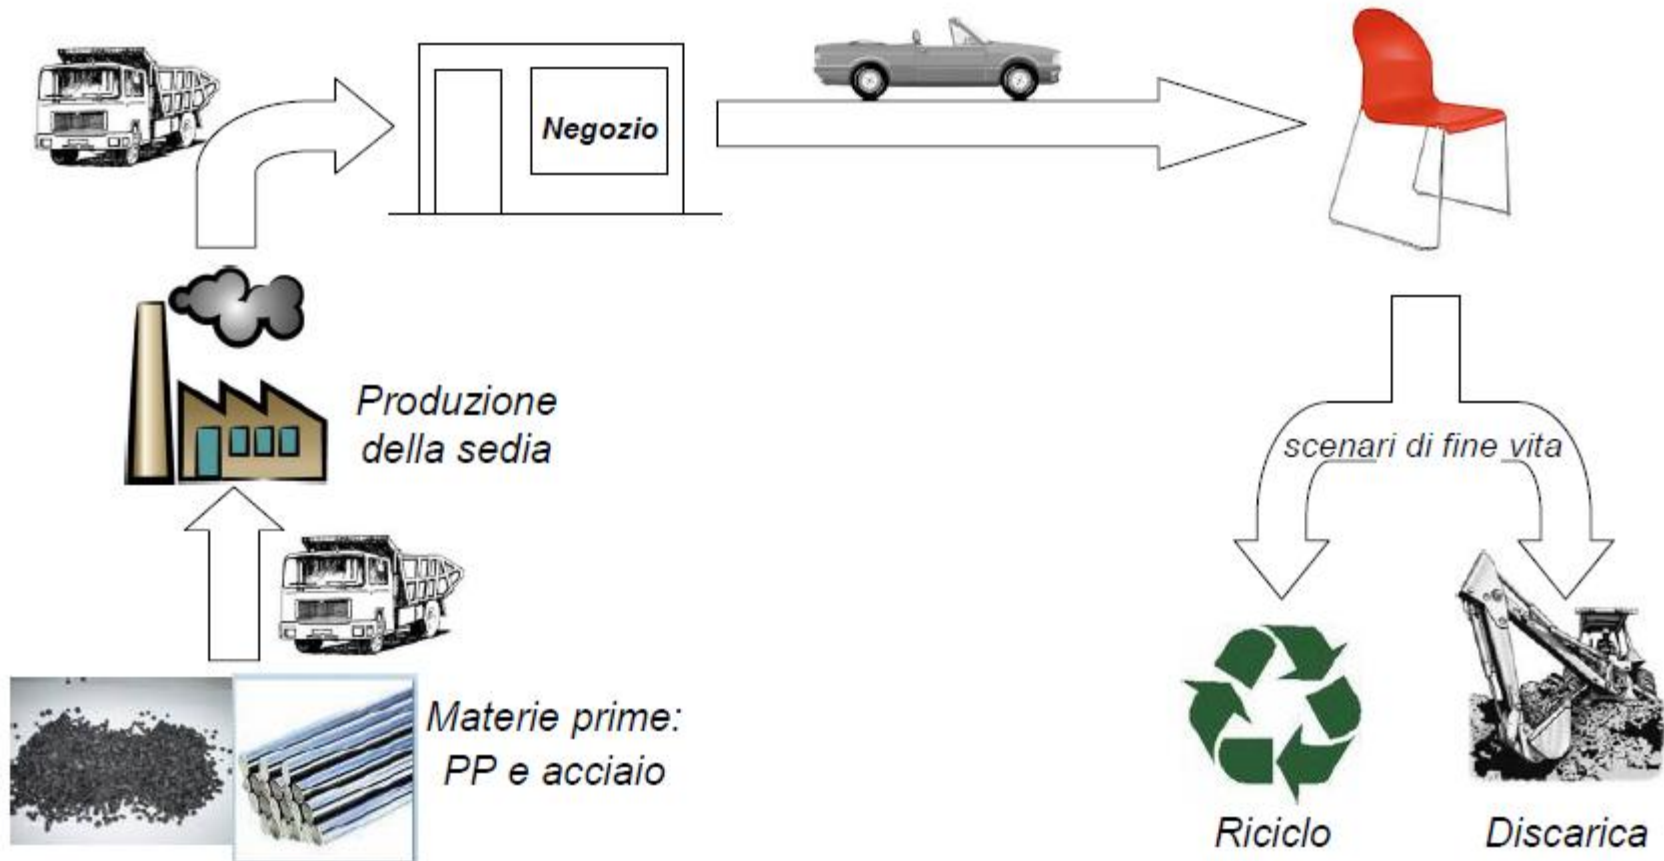 Negozio
Produzione
della sedia
scenari di fine vita
Materie prime:
PP e acciaio
Riciclo
Discarica